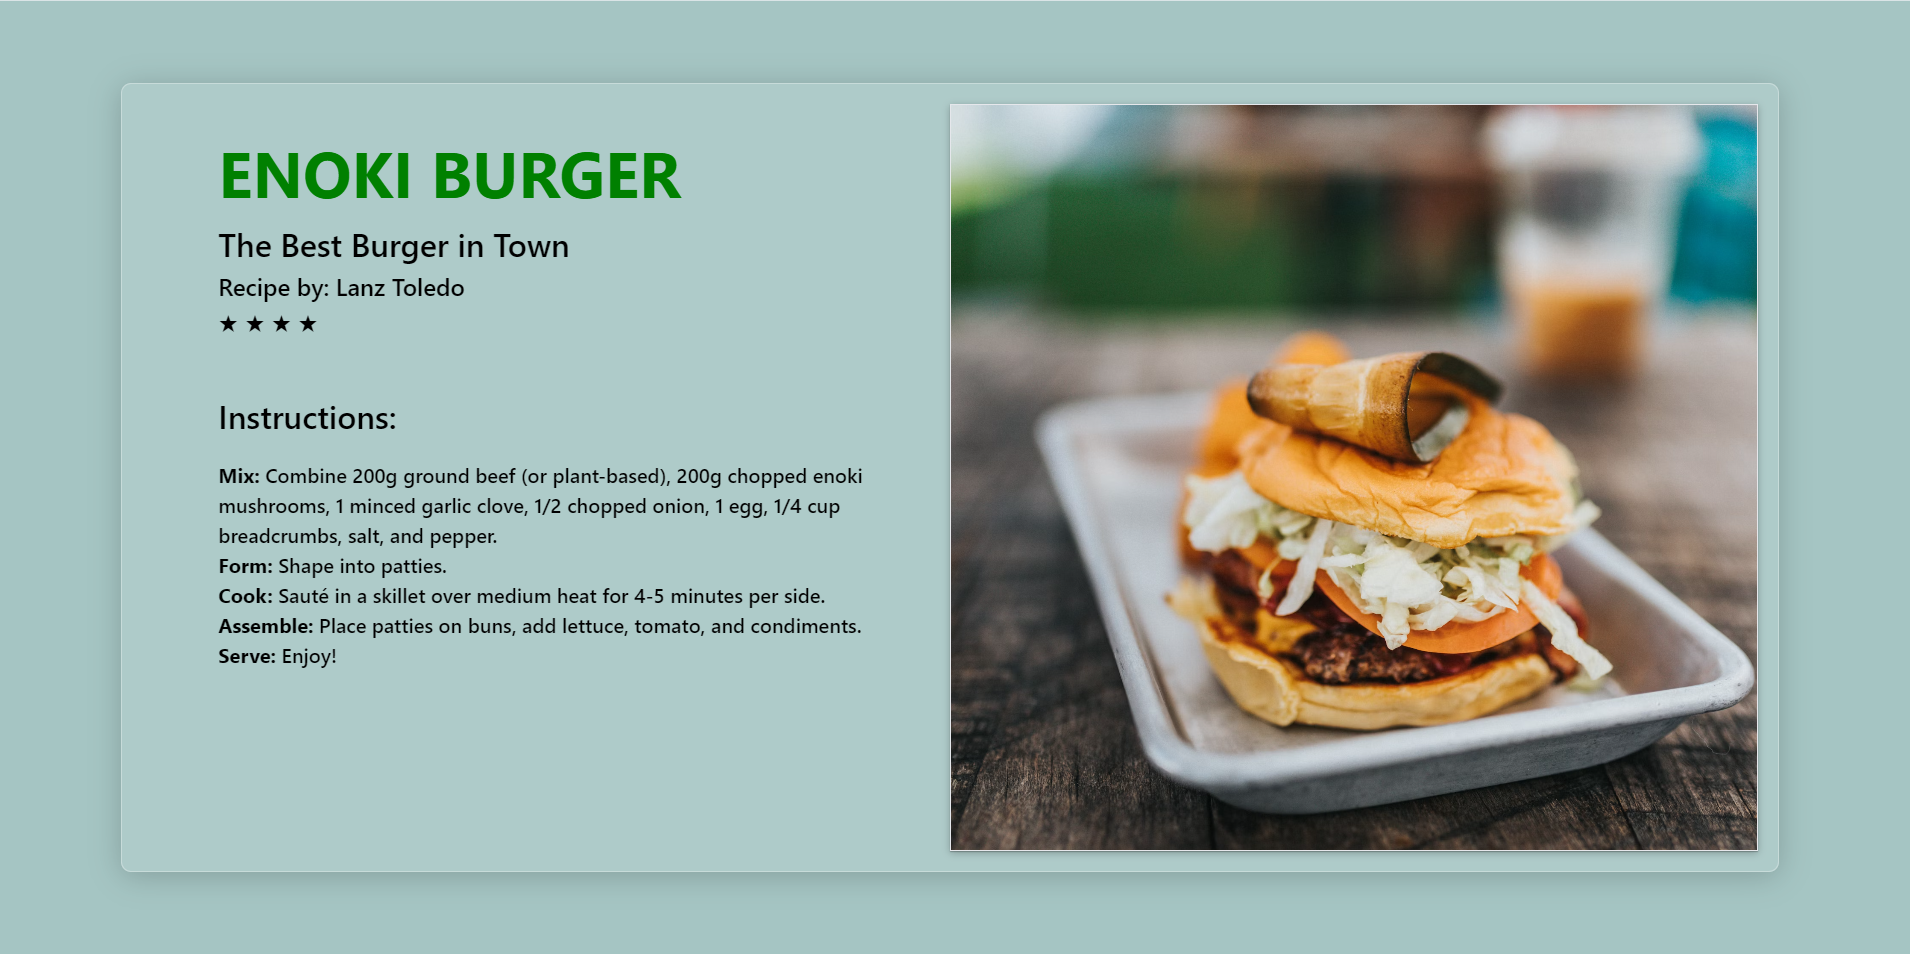 ENOKI BURGER
The Best Burger in Town
Recipe by: Lanz Toledo
★ ★ ★ ★
Instructions:
Mix: Combine 200g ground beef (or plant-based), 200g chopped enoki
mushrooms, 1 minced garlic clove, 1/2 chopped onion, 1 egg, 1/4 cup
breadcrumbs, salt, and pepper.
Form: Shape into patties.
Cook: Sauté in a skillet over medium heat for 4-5 minutes per side.
Assemble: Place patties on buns, add lettuce, tomato, and condiments.
Serve: Enjoy!